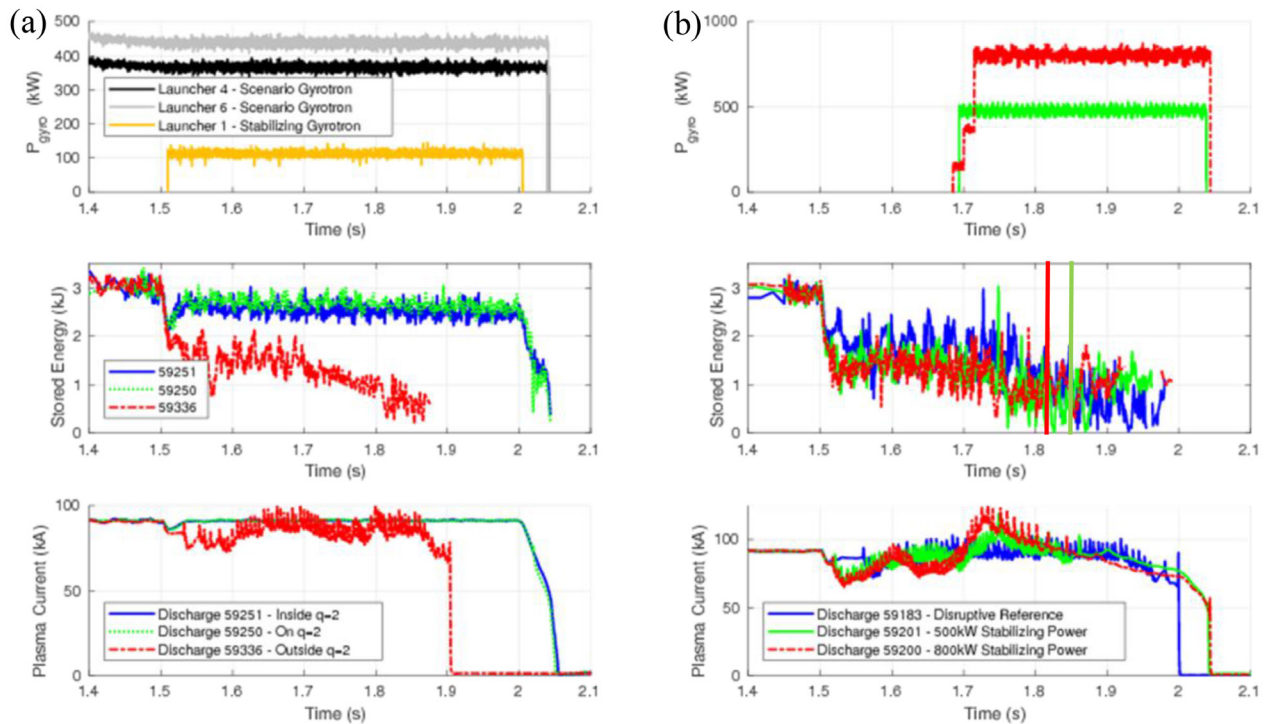 (a)
500
400
300
200
100
0
P gyro (kW)
Launcher 4 - Scenario Gyrotron
Launcher 6 - Scenario Gyrotron
Launcher 1 - Stabilizing Gyrotron
1.4 1.5 1.6 1.7 1.8 1.9 2 2.1
Time (s)
3
2
1
0
Stored Energy (kJ)
59251
59250
59336
1.4 1.5 1.6 1.7 1.8 1.9 2 2.1
Time (s)
100
50
0
Plasma Current (kA)
Discharge 59251 - Inside q=2
Discharge 59250 - On q=2
Discharge 59336 - Outside q=2
1.4 1.5 1.6 1.7 1.8 1.9 2 2.1
Time (s)
(b)
1000
500
0
P gyro (kW)
1.4 1.5 1.6 1.7 1.8 1.9 2 2.1
Time (s)
3
2
1
0
Stored Energy (kJ)
1.4 1.5 1.6 1.7 1.8 1.9 2 2.1
Time (s)
100
50
0
Plasma Current (kA)
Discharge 59183 - Disruptive Reference
Discharge 59201 - 500kW Stabilizing Power
Discharge 59200 - 800kW Stabilizing Power
1.4 1.5 1.6 1.7 1.8 1.9 2 2.1
Time (s)